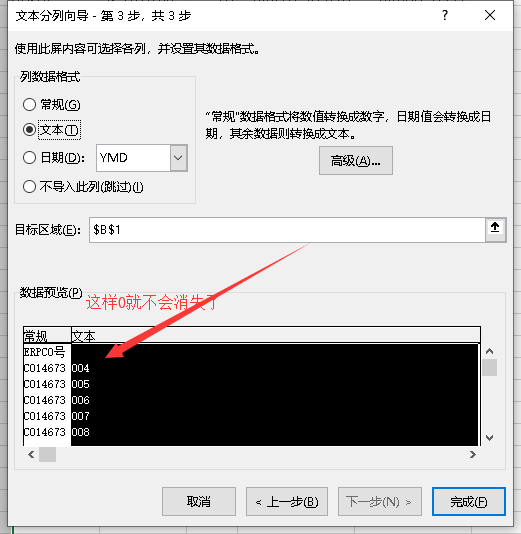 文本分列向导 - 第 3 步，共 3 步
使用此屏内容可选择各列，并设置其数据格式。
列数据格式
常规(G)
文本(T)
日期(D): YMD
不导入此列(跳过)(I)
“常规”数据格式将数值转换成数字，日期值会转换成日
期，其余数据则转换成文本。
高级(A)...
目标区域(E): $B$1
数据预览(P)
这样0就不会消失了
常规 文本
ERPCO号
C014673 004
C014673 005
C014673 006
C014673 007
C014673 008
取消 < 上一步(B) 下一步(N) > 完成(F)